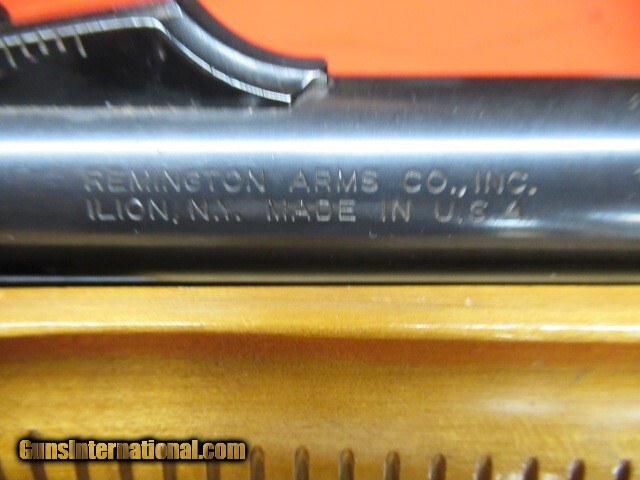 REMINGTON ARMS CO., INC.
ILION, N.Y. MADE IN U.S.A.
GunsInternational.com